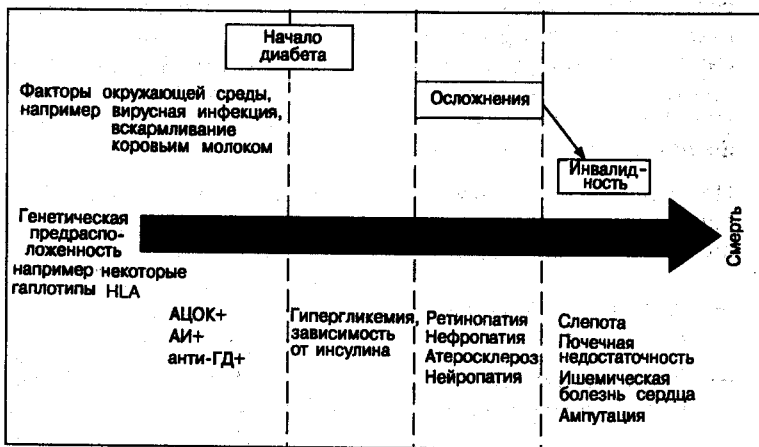 Начало
диабета
Факторы окружающей среды,
например вирусная инфекция,
вскармливание
коровьим молоком
Осложнения
Инвалид-
ность
Генетическая
предраспо-
ложенность
например некоторые
гаплотипы HLA
Смерть
АЦОК+
АИ+
анти-ГД+
Гипергликемия,
зависимость
от инсулина
Ретинопатия
Нефропатия
Атеросклероз
Нейропатия
Слепота
Почечная
недостаточность
Ишемическая
болезнь сердца
Ампутация